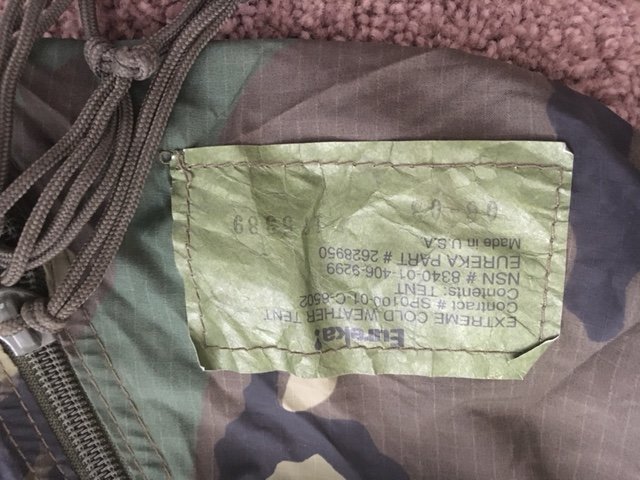 Eureka!
EXTREME COLD WEATHER TENT
Contract # SP0100-01-C-6502
Contents: TENT
NSN # 8340-01-406-9299
EUREKA PART # 2628950
Made in U.S.A